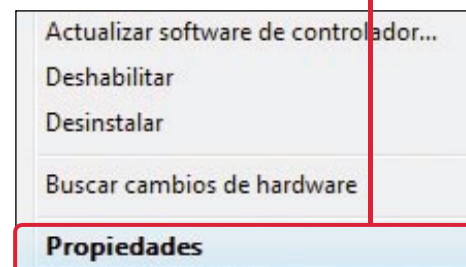 Actualizar software de controlador...
Deshabilitar
Desinstalar
Buscar cambios de hardware
Propiedades